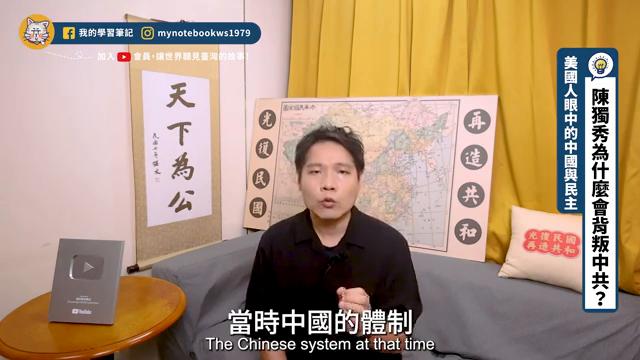 我的學習筆記 mynotebookws1979
加入 YouTube 會員,讓世界聽見臺灣的故事!
陳獨秀為什麼會背叛中共?
美國人眼中的中國與民主
天下為公
光復民國
再造共和
光復民國
再造共和
YouTube
當時中國的體制
The Chinese system at that time